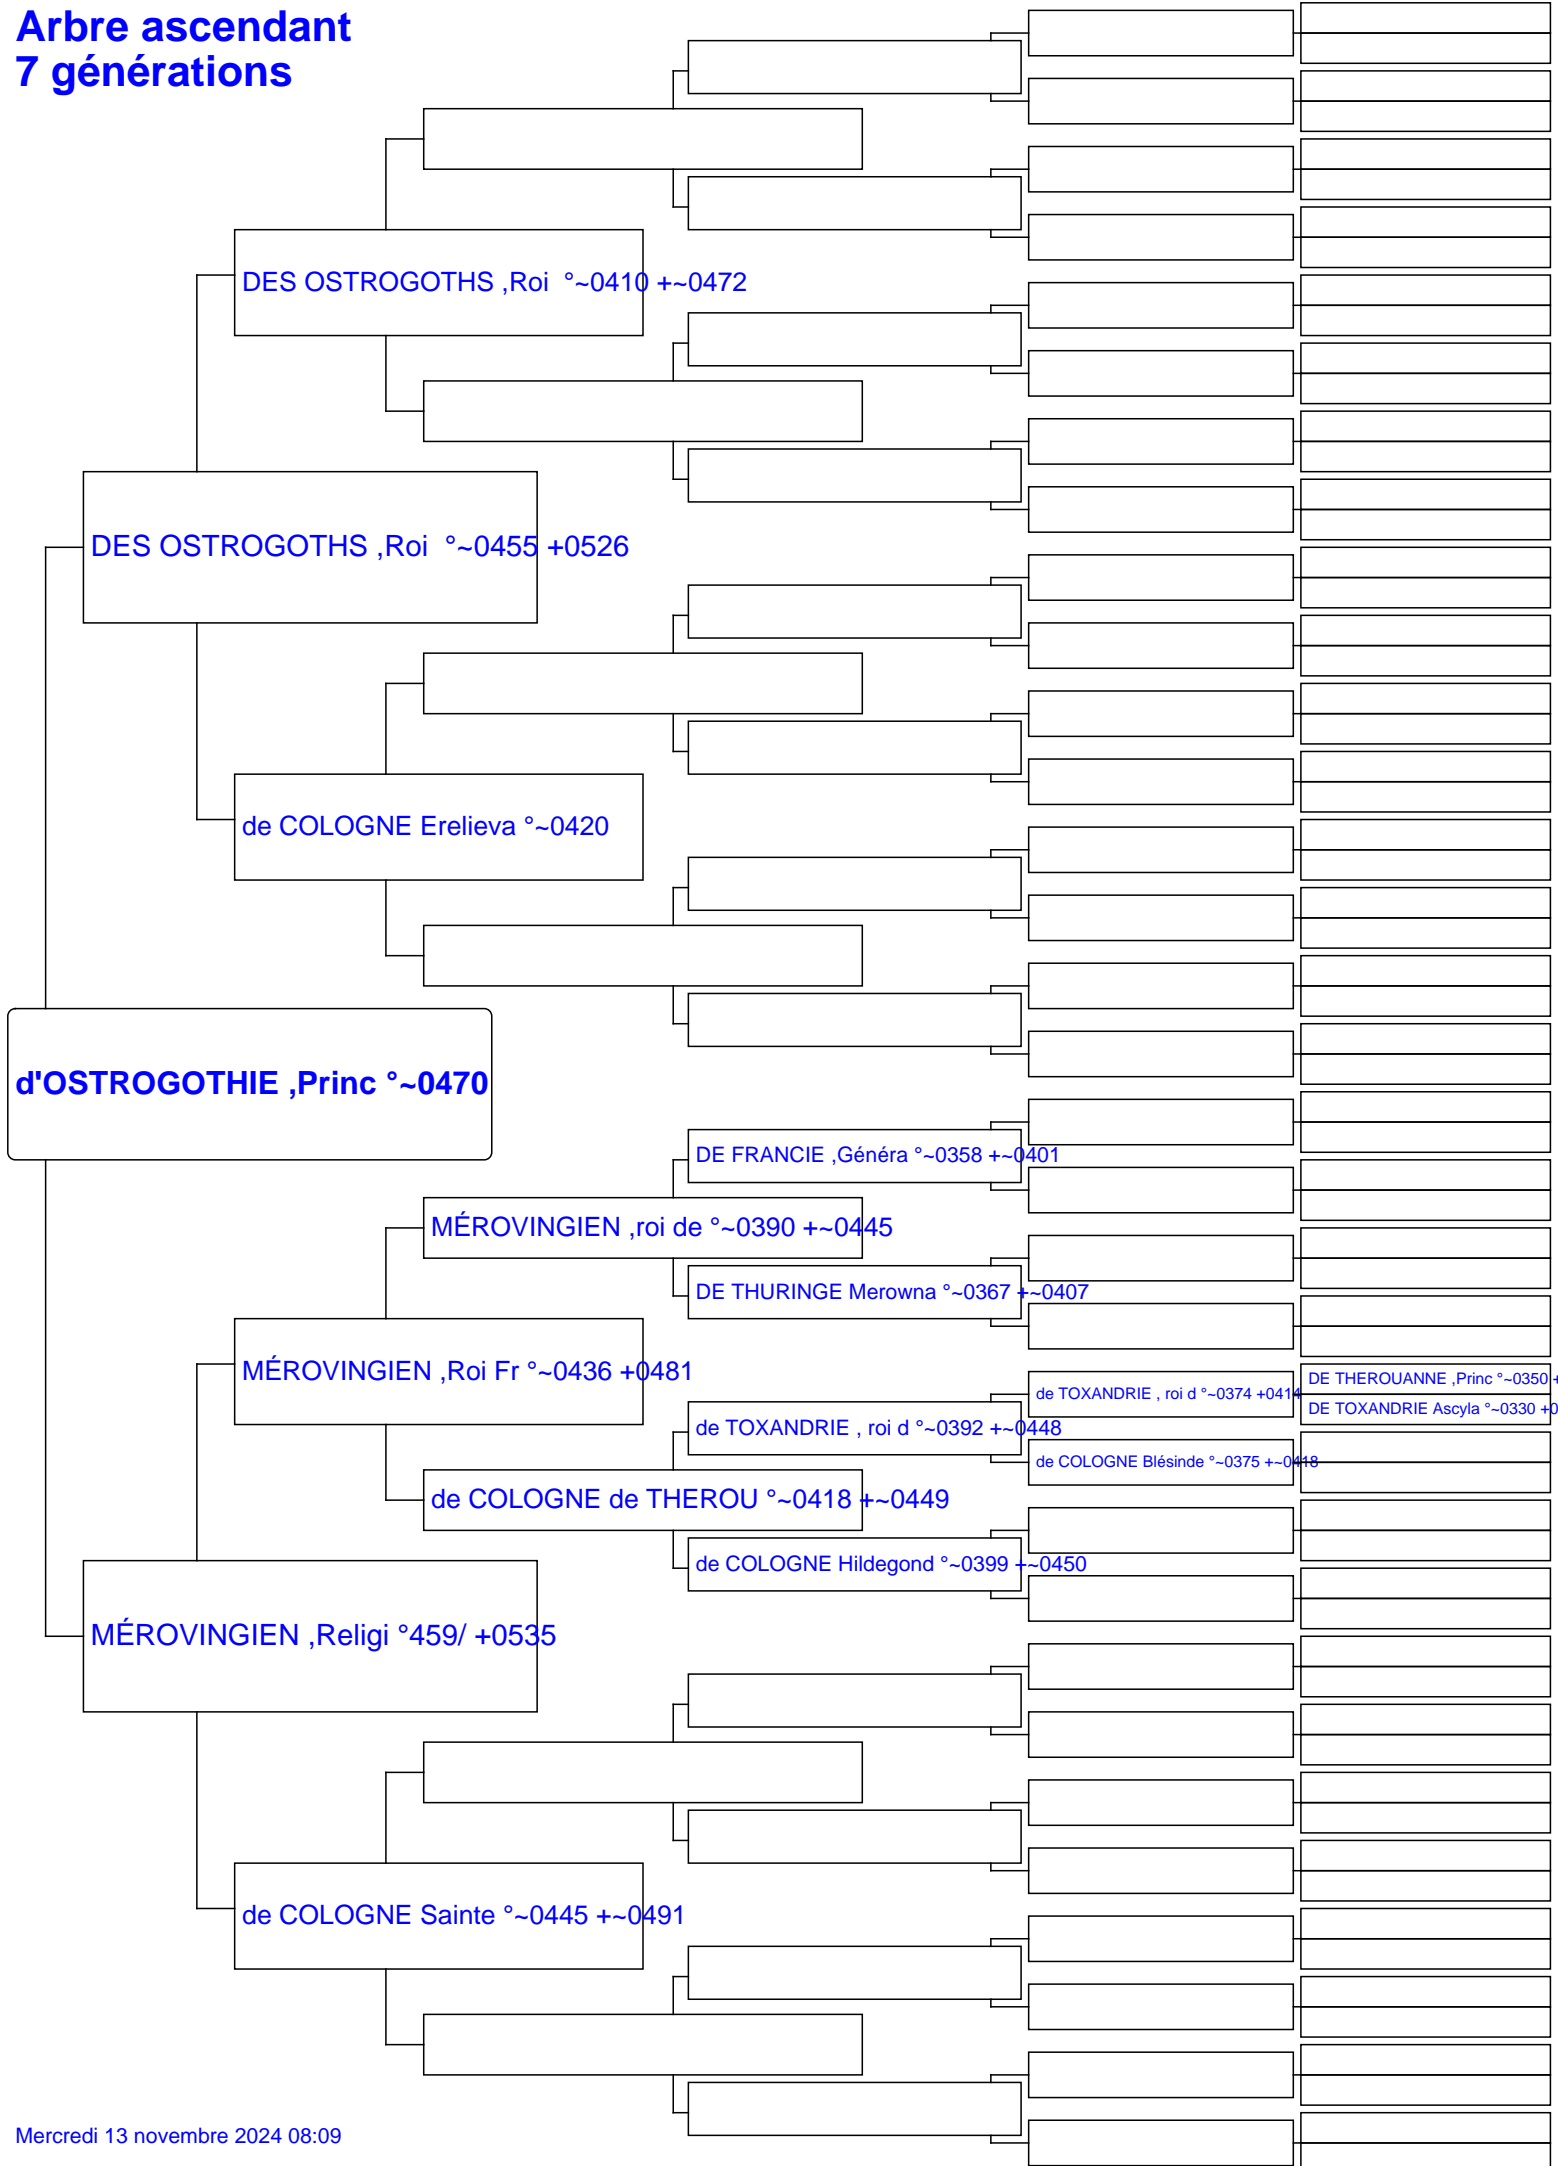 Arbre ascendant
7 générations
DES OSTROGOTHS ,Roi  °~0410 +~0472
DES OSTROGOTHS ,Roi  °~0455 +0526
de COLOGNE Erelieva °~0420
d'OSTROGOTHIE ,Princ °~0470
DE FRANCIE ,Généra °~0358 +~0401
MÉROVINGIEN ,roi de °~0390 +~0445
DE THURINGE Merowna °~0367 +~0407
MÉROVINGIEN ,Roi Fr °~0436 +0481
DE THEROUANNE ,Princ °~0350 +
de TOXANDRIE , roi d °~0374 +0414
DE TOXANDRIE Ascyla °~0330 +0
de TOXANDRIE , roi d °~0392 +~0448
de COLOGNE Blésinde °~0375 +~0418
de COLOGNE de THEROU °~0418 +~0449
de COLOGNE Hildegond °~0399 +~0450
MÉROVINGIEN ,Religi °459/ +0535
de COLOGNE Sainte °~0445 +~0491
Mercredi 13 novembre 2024 08:09